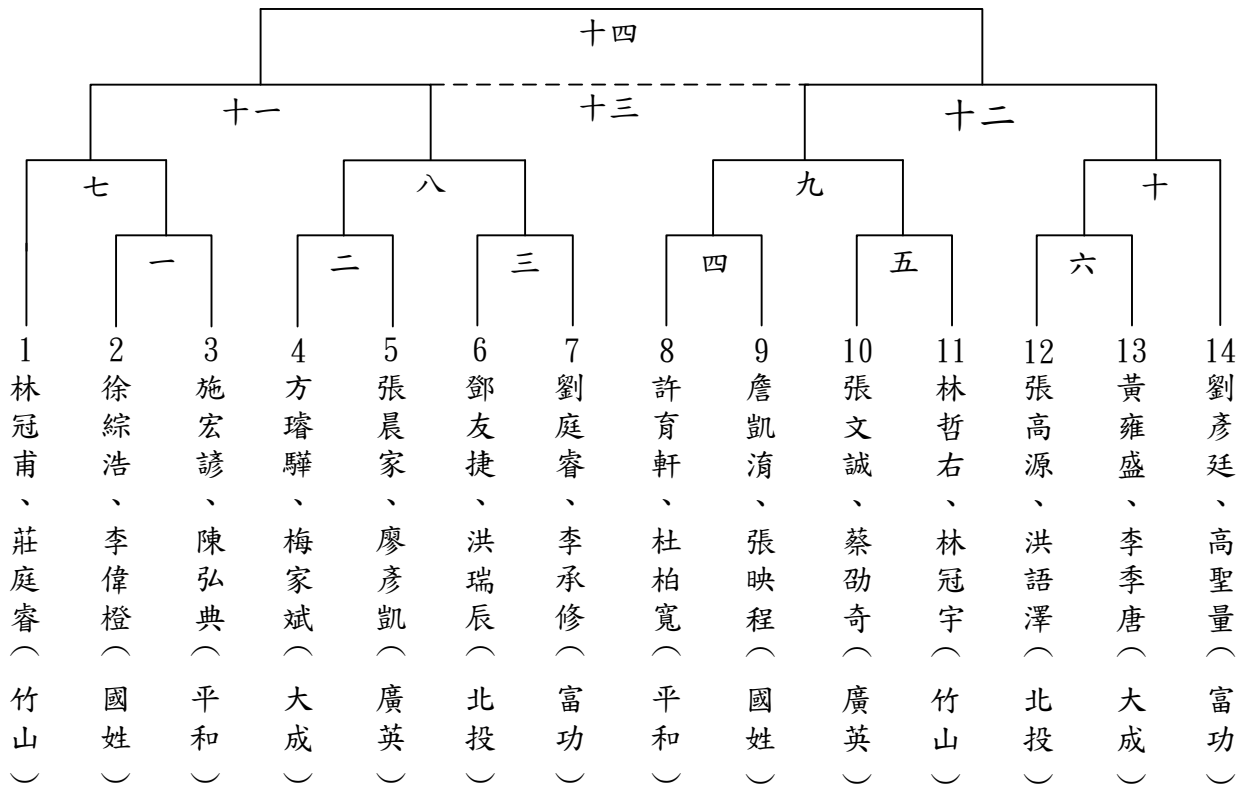 十四
十一
十三
十二
七
八
九
十
一
二
三
四
五
六
1 林冠甫、莊庭睿（竹山）
2 徐綜浩、李偉橙（國姓）
3 施宏諺、陳弘典（平和）
4 方璿驊、梅家斌（大成）
5 張晨家、廖彥凱（廣英）
6 鄧友捷、洪瑞辰（北投）
7 劉庭睿、李承修（富功）
8 許育軒、杜柏寬（平和）
9 詹凱淯、張映程（國姓）
10 張文誠、蔡劭奇（廣英）
11 林哲右、林冠宇（竹山）
12 張高源、洪語澤（北投）
13 黃雍盛、李季唐（大成）
14 劉彥廷、高聖量（富功）